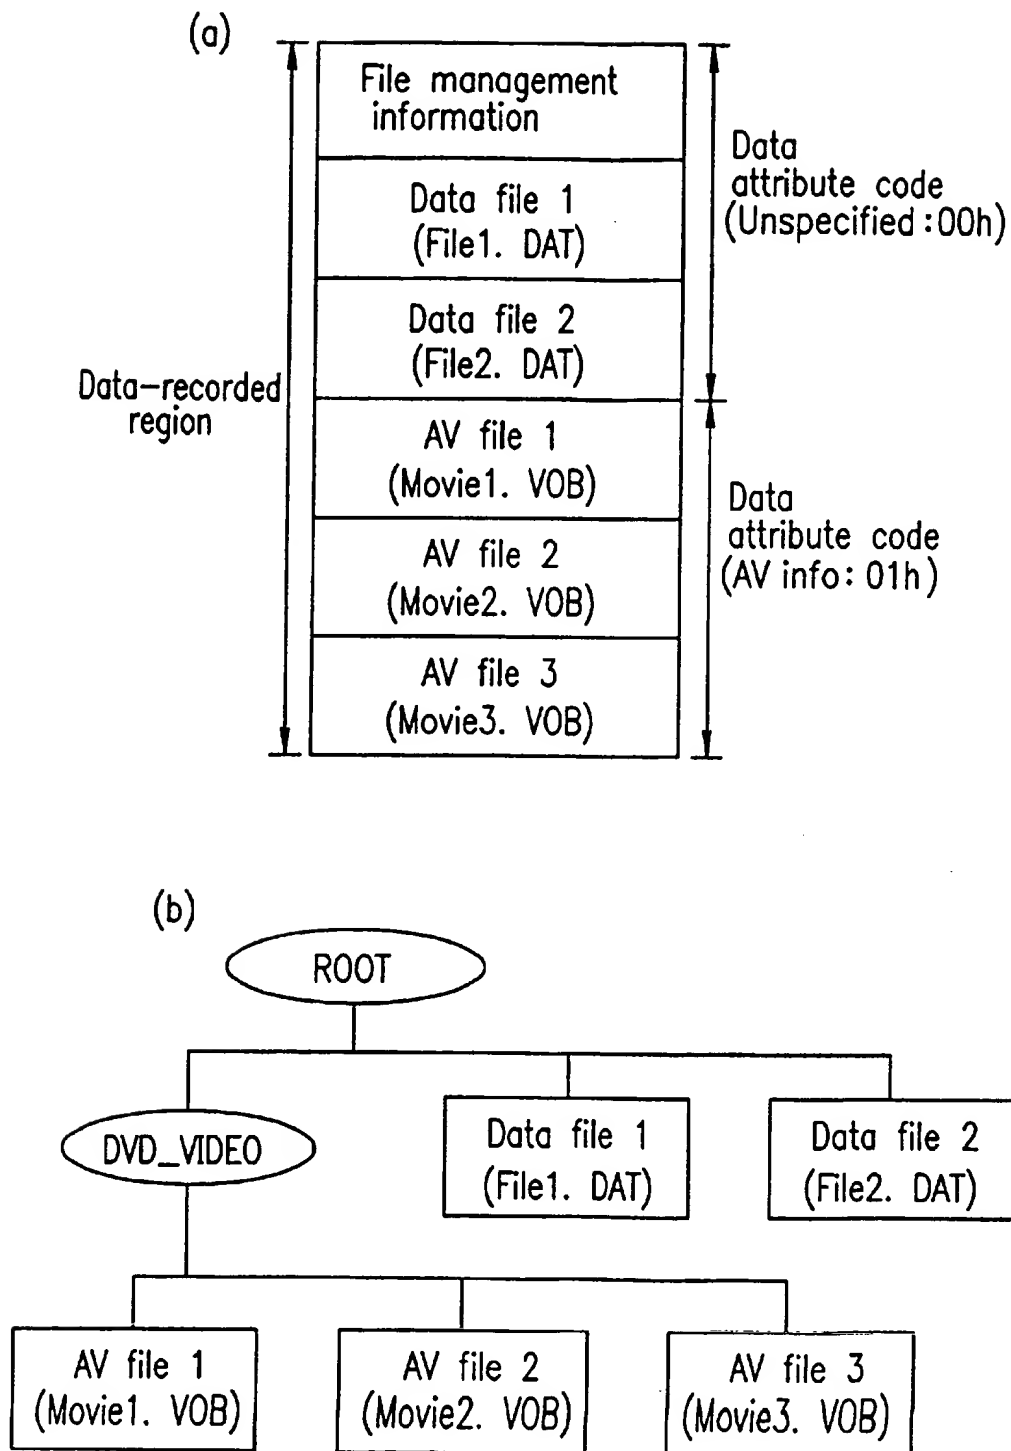 (a)
File management
information
Data file 1
(File1. DAT)
Data file 2
(File2. DAT)
AV file 1
(Movie1. VOB)
AV file 2
(Movie2. VOB)
AV file 3
(Movie3. VOB)
Data-recorded
region
Data
attribute code
(Unspecified:00h)
Data
attribute code
(AV info:01h)
(b)
ROOT
DVD_VIDEO
Data file 1
(File1. DAT)
Data file 2
(File2. DAT)
AV file 1
(Movie1. VOB)
AV file 2
(Movie2. VOB)
AV file 3
(Movie3. VOB)